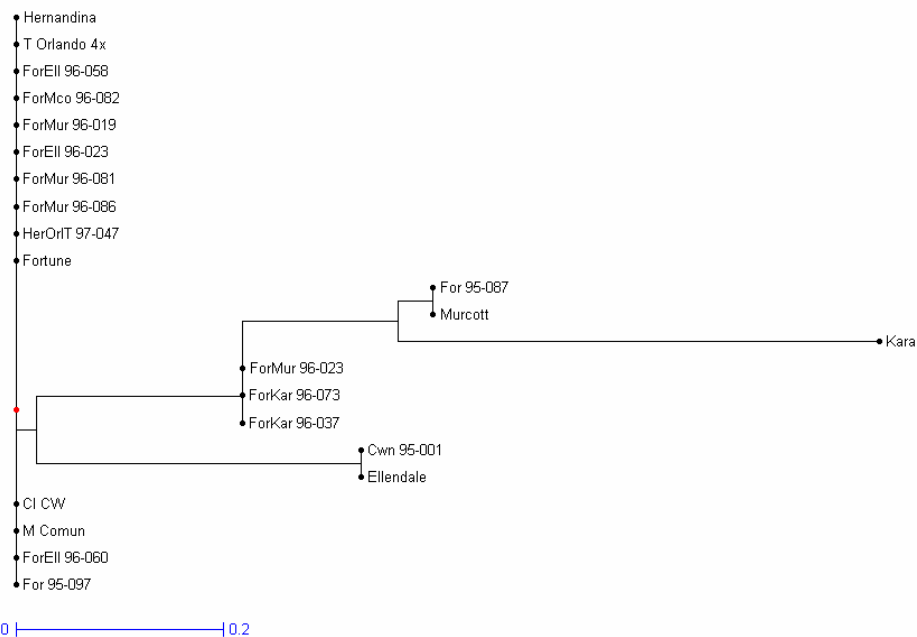 Hernandina
T Orlando 4x
ForEll 96-058
ForMco 96-082
ForMur 96-019
ForEll 96-023
ForMur 96-081
ForMur 96-086
HerOrlT 97-047
Fortune
For 95-087
Murcott
Kara
ForMur 96-023
ForKar 96-073
ForKar 96-037
Cwn 95-001
Ellendale
Cl CW
M Comun
ForEll 96-060
For 95-097
0 0.2